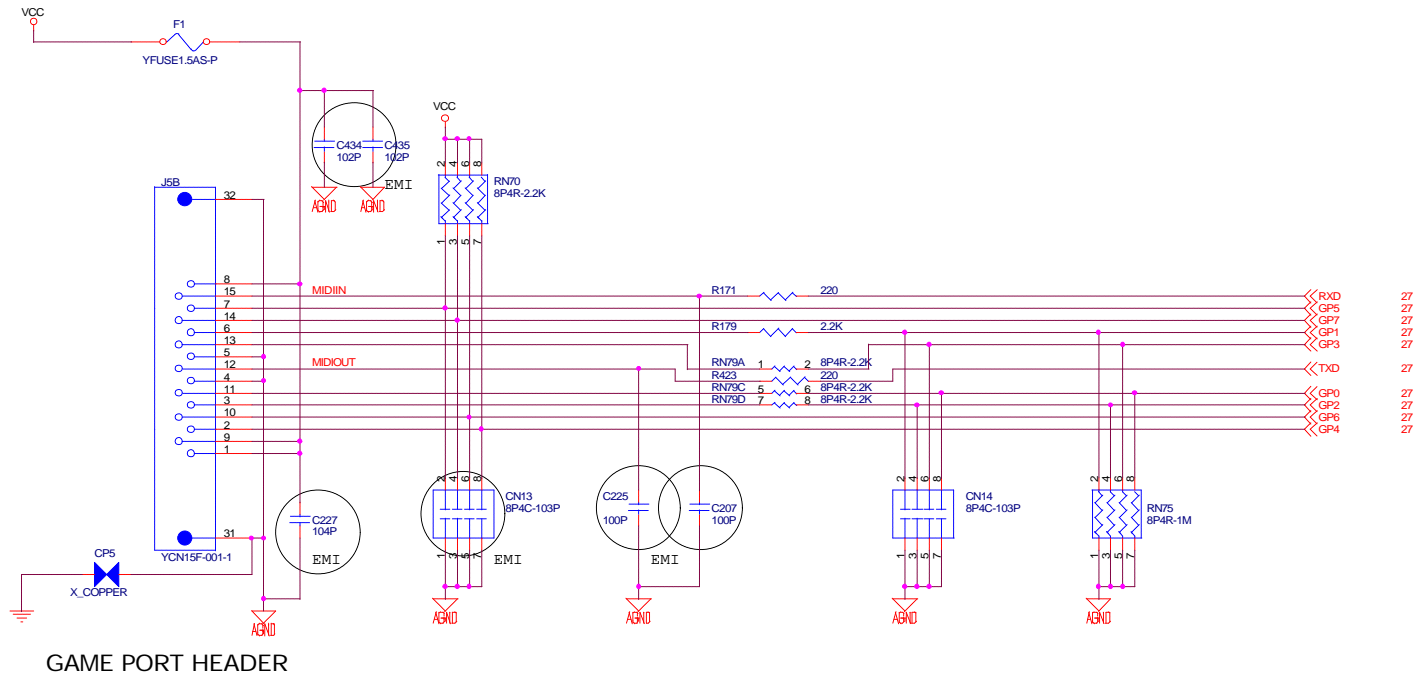 VCC
F1
YFUSE1.5AS-P
VCC
C434
102P
C435
102P
EMI
AGND
AGND
2 4 6 8
RN70
8P4R-2.2K
1 3 5 7
J5B
32
8
15
7
14
6
13
5
12
4
11
3
10
2
9
1
31
YCN15F-001-1
MIDIIN
MIDIOUT
R171 220
R179 2.2K
RN79A 1 2 8P4R-2.2K
R423 220
RN79C 5 6 8P4R-2.2K
RN79D 7 8 8P4R-2.2K
RXD 27
GP5 27
GP7 27
GP1 27
GP3 27
TXD 27
GP0 27
GP2 27
GP6 27
GP4 27
C227
104P
EMI
2 4 6 8
CN13
8P4C-103P
1 3 5 7
EMI
C225
100P
C207
100P
EMI
2 4 6 8
CN14
8P4C-103P
1 3 5 7
2 4 6 8
RN75
8P4R-1M
1 3 5 7
CP5
X_COPPER
AGND
AGND
AGND
AGND
AGND
GAME PORT HEADER